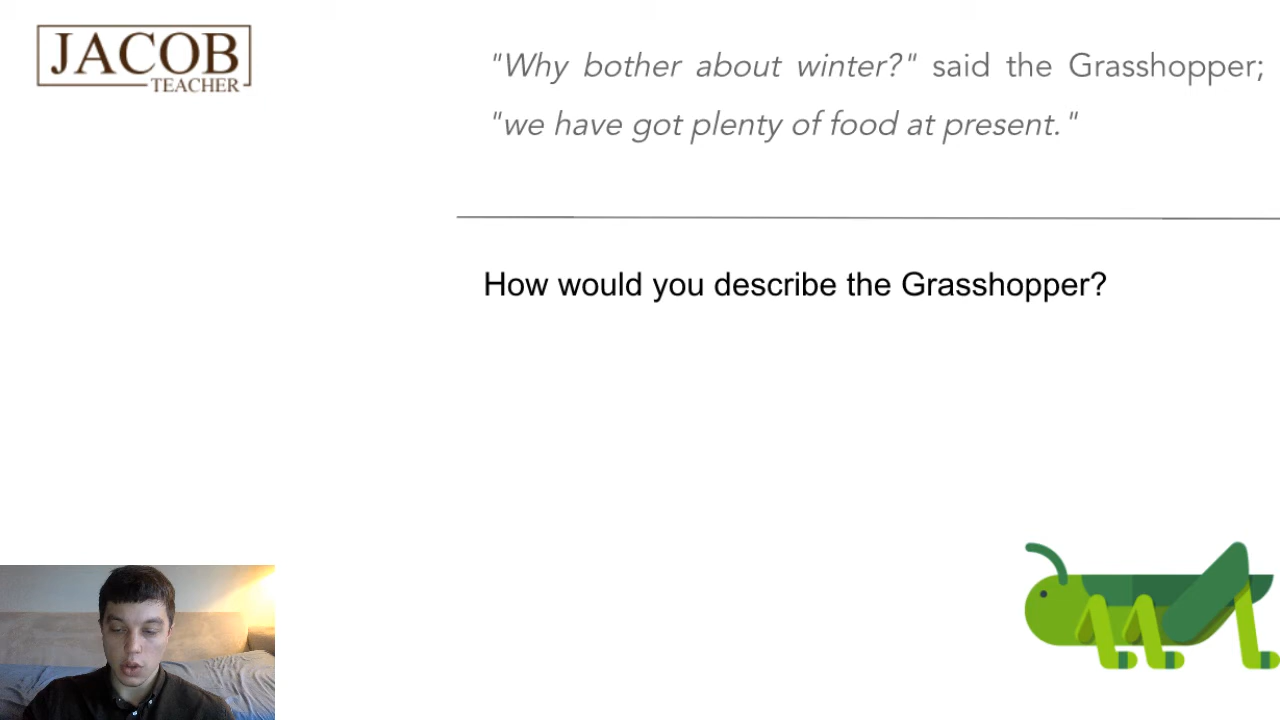 JACOB
TEACHER
"Why bother about winter?" said the Grasshopper;
"we have got plenty of food at present."
How would you describe the Grasshopper?